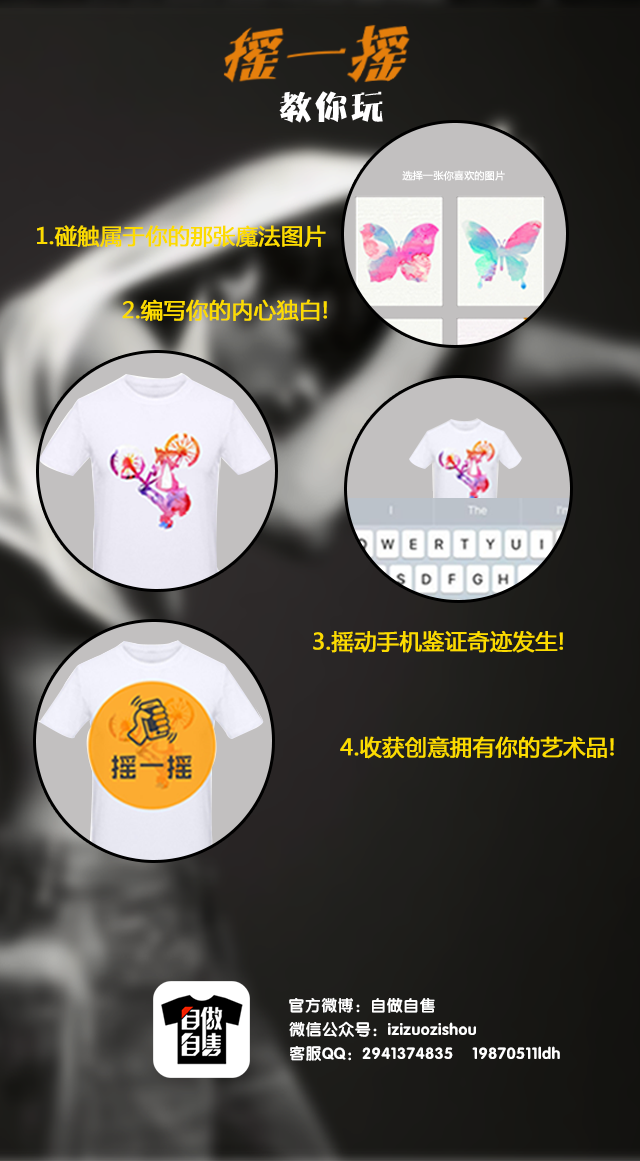 摇一摇
教你玩
选择一张你喜欢的图片
1.碰触属于你的那张魔法图片
2.编写你的内心独白!
I The I'm
Q W E R T Y U I
S D F G H
3.摇动手机鉴证奇迹发生!
摇一摇
4.收获创意拥有你的艺术品!
自做
自售
官方微博：自做自售
微信公众号：izizuozishou
客服QQ：2941374835 19870511ldh